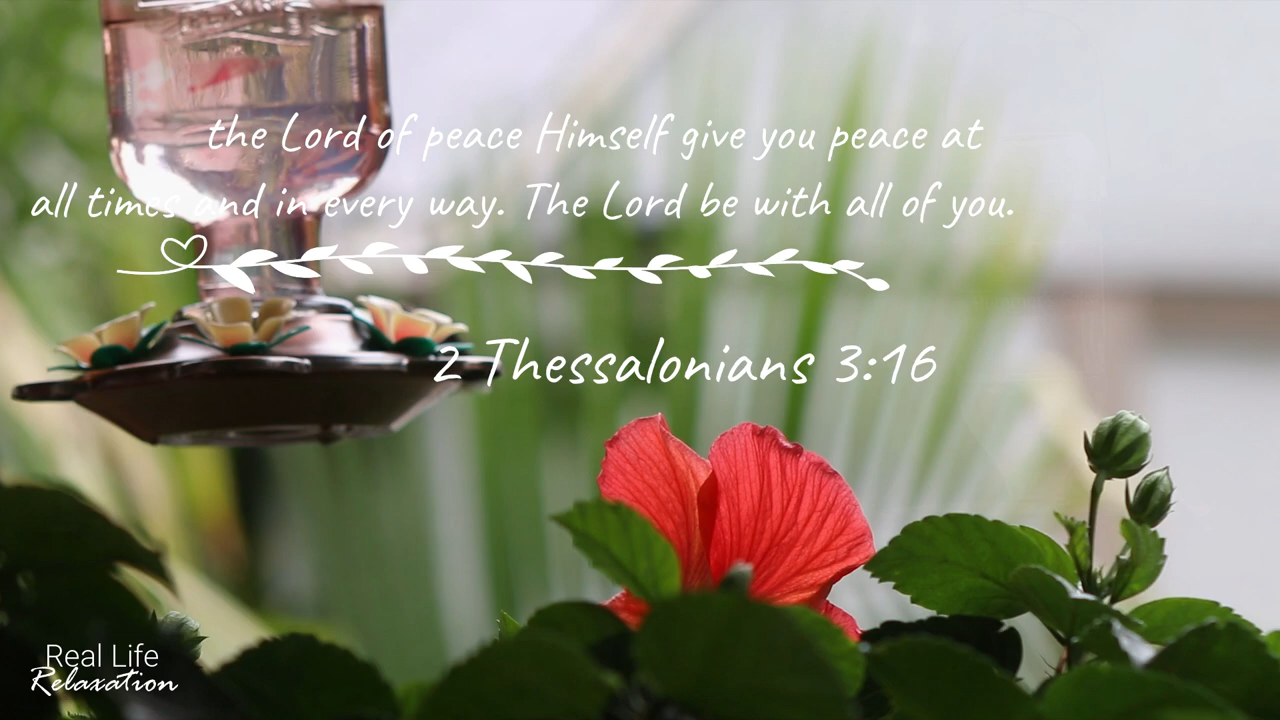 the Lord of peace Himself give you peace at
all times and in every way. The Lord be with all of you.
2 Thessalonians 3:16
Real Life
Relaxation